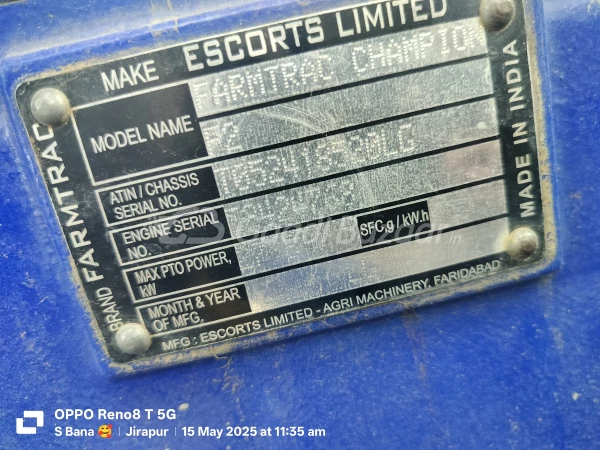 MAKE ESCORTS LIMITED
MODEL NAME FARMTRAC CHAMPION
ATIN / CHASSIS
SERIAL NO.
ENGINE SERIAL
NO.
MAX PTO POWER,
kW
SFC,g / kW.h
MONTH & YEAR
OF MFG.
MFG : ESCORTS LIMITED - AGRI MACHINERY, FARIDABAD
BRAND FARMTRAC
MADE IN INDIA
GaadiBazaar.in
OPPO Reno8 T 5G
S Bana 🥰 | Jirapur | 15 May 2025 at 11:35 am